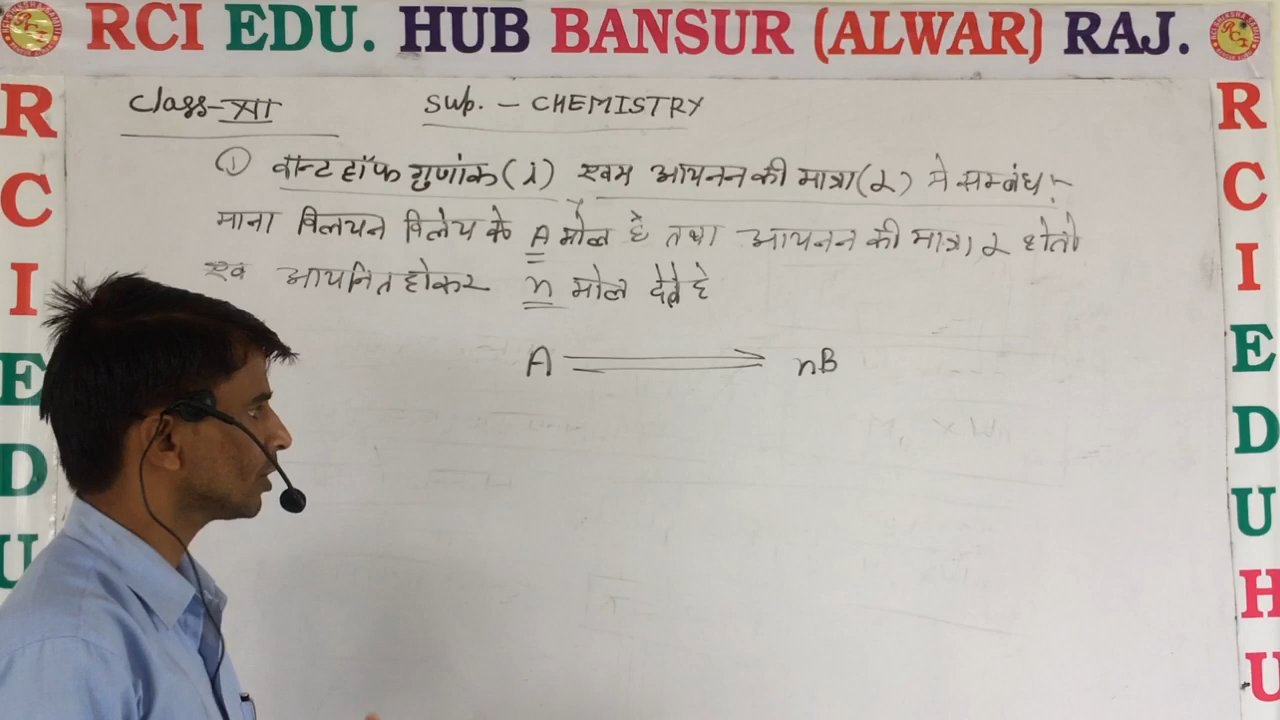 RCI EDU. HUB BANSUR (ALWAR) RAJ.
Class-XII Sub. - CHEMISTRY
① वान्ट हॉफ गुणांक (i) एवम आयनन की मात्रा (α) मे सम्बंध :-
माना विलयन विलेय के A मोल है तथा आयनन की मात्रा α हो तो
एव आयनित होकर n मोल देते है
A ⇌ nB
R
C
I
E
D
U
R
C
I
E
D
U
H
U